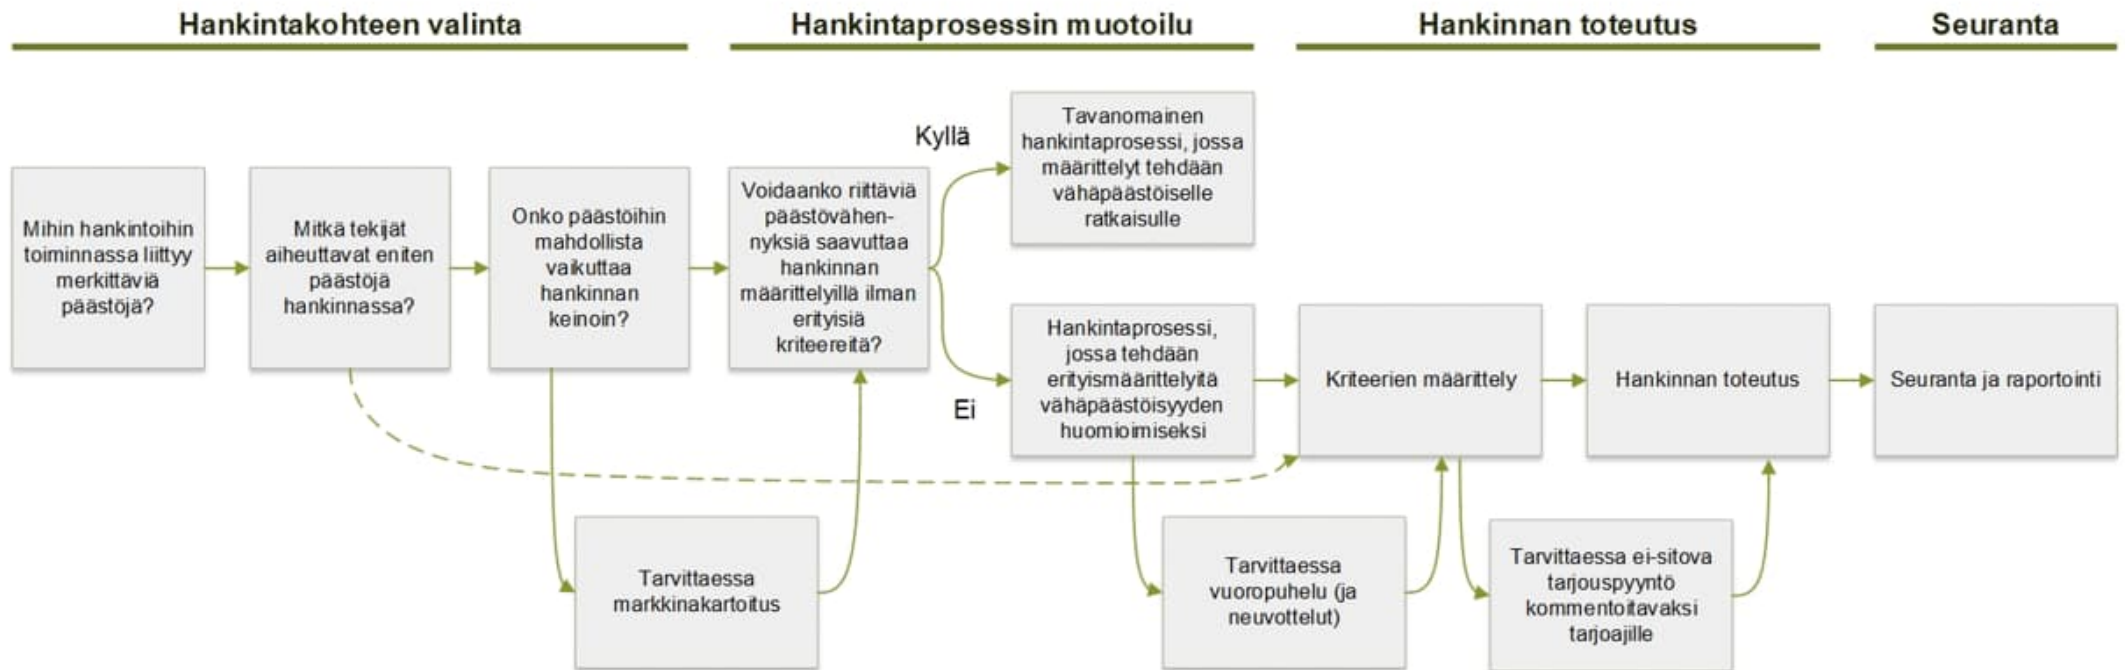 Hankintakohteen valinta
Hankintaprosessin muotoilu
Hankinnan toteutus
Seuranta
Mihin hankintoihin
toiminnassa liittyy
merkittäviä
päästöjä?
Mitkä tekijät
aiheuttavat eniten
päästöjä
hankinnassa?
Onko päästöihin
mahdollista
vaikuttaa
hankinnan
keinoin?
Tarvittaessa
markkinakartoitus
Voidaanko riittäviä
päästövähen-
nyksiä saavuttaa
hankinnan
määrittelyillä ilman
erityisiä
kriteereitä?
Kyllä
Tavanomainen
hankintaprosessi, jossa
määrittelyt tehdään
vähäpäästöiselle
ratkaisulle
Ei
Hankintaprosessi,
jossa tehdään
erityismäärittelyitä
vähäpäästöisyyden
huomioimiseksi
Tarvittaessa
vuoropuhelu (ja
neuvottelut)
Kriteerien määrittely
Tarvittaessa ei-sitova
tarjouspyyntö
kommentoitavaksi
tarjoajille
Hankinnan toteutus
Seuranta ja raportointi